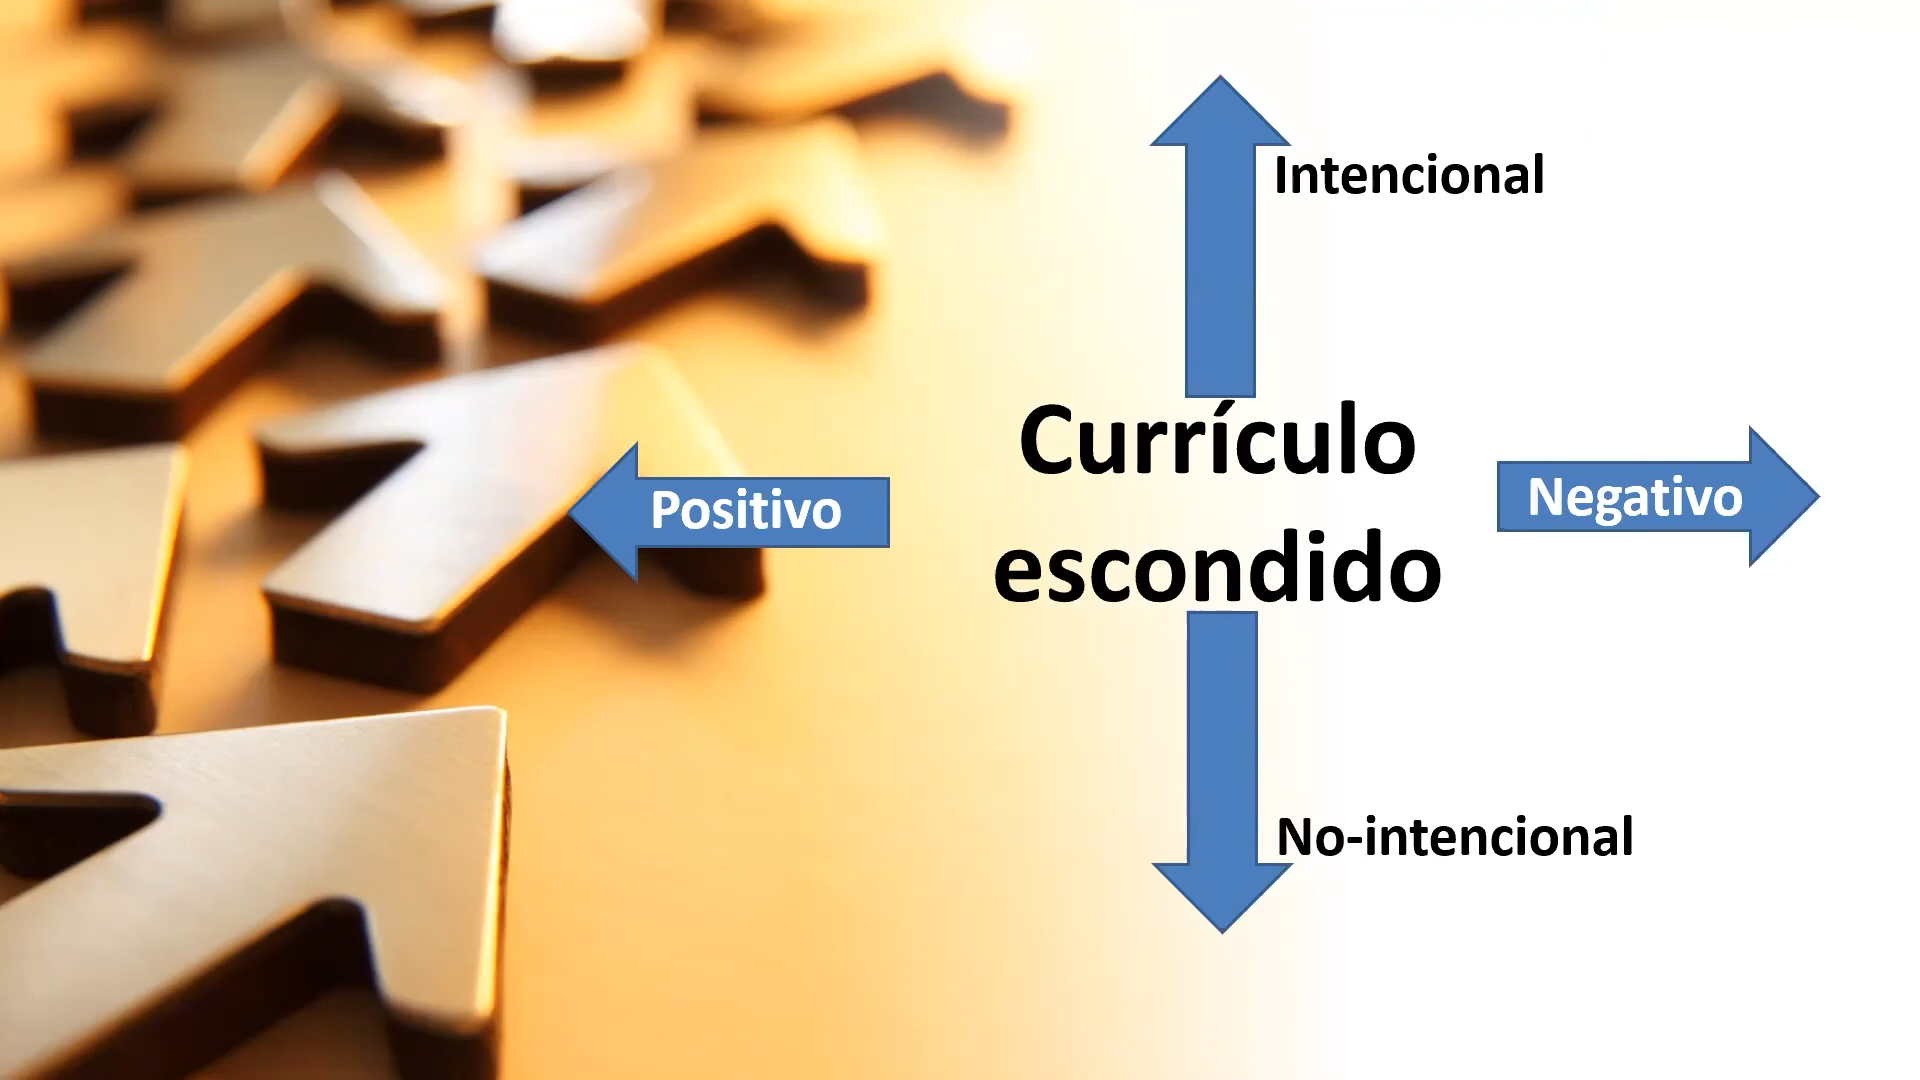 Intencional
Currículo
escondido
Positivo
Negativo
No-intencional